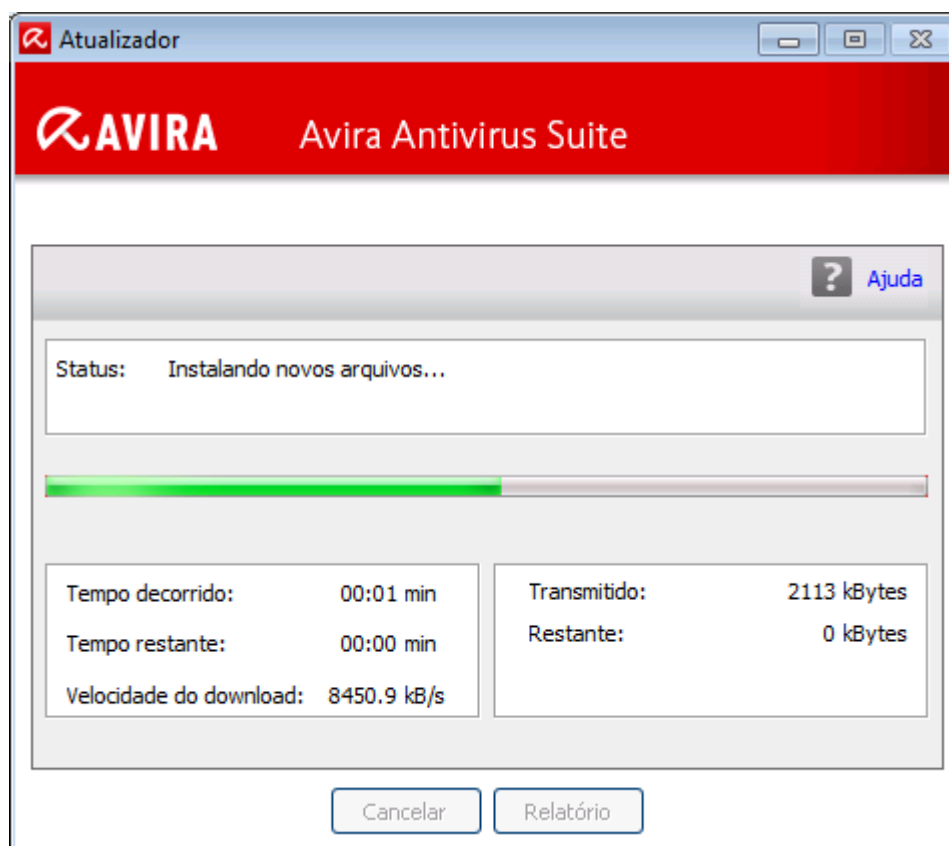 Atualizador
AVIRA Avira Antivirus Suite
? Ajuda
Status: Instalando novos arquivos...
Tempo decorrido: 00:01 min
Tempo restante: 00:00 min
Velocidade do download: 8450.9 kB/s
Transmitido: 2113 kBytes
Restante: 0 kBytes
Cancelar Relatório